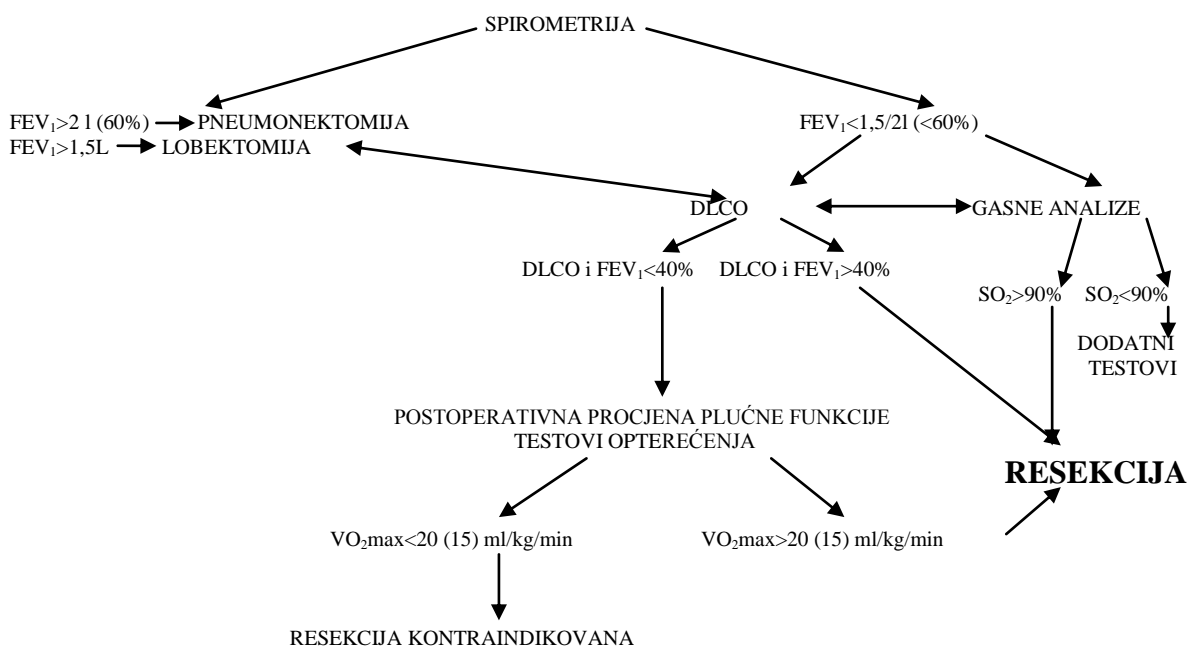 SPIROMETRIJA
FEV₁>2 l (60%) PNEUMONEKTOMIJA
FEV₁>1,5L LOBEKTOMIJA
FEV₁<1,5/2l (<60%)
DLCO
GASNE ANALIZE
DLCO i FEV₁<40%
DLCO i FEV₁>40%
SO₂>90%
SO₂<90%
DODATNI
TESTOVI
POSTOPERATIVNA PROCJENA PLUĆNE FUNKCIJE
TESTOVI OPTEREĆENJA
RESEKCIJA
VO₂max<20 (15) ml/kg/min
VO₂max>20 (15) ml/kg/min
RESEKCIJA KONTRAINDIKOVANA